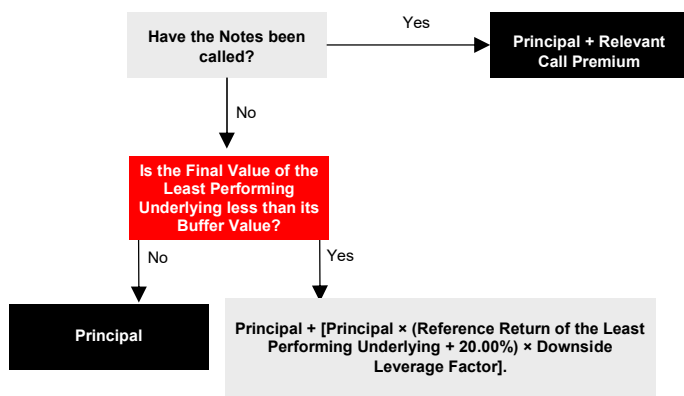 Have the Notes been
called?
Yes
Principal + Relevant
Call Premium
No
Is the Final Value of the
Least Performing
Underlying less than its
Buffer Value?
No
Yes
Principal
Principal + [Principal × (Reference Return of the Least
Performing Underlying + 20.00%) × Downside
Leverage Factor].